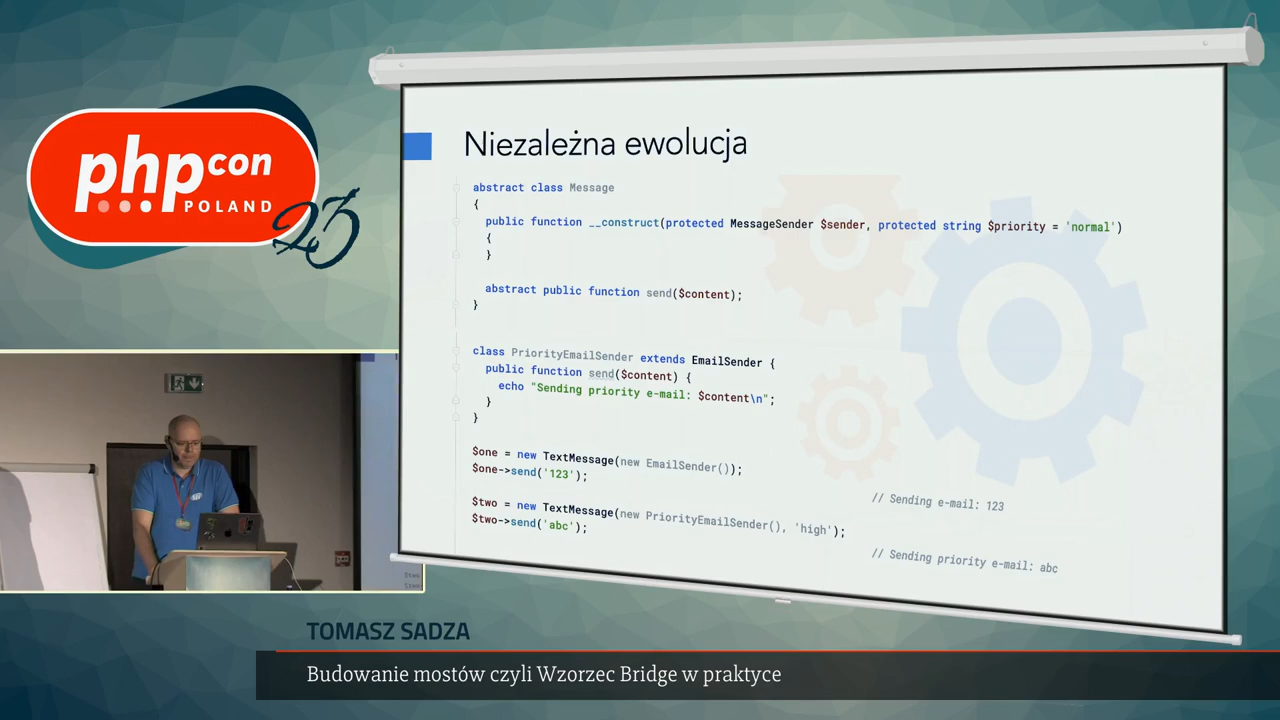 phpcon
POLAND
23
Niezależna ewolucja
abstract class Message
{
public function __construct(protected MessageSender $sender, protected string $priority = 'normal')
{
}
abstract public function send($content);
}
class PriorityEmailSender extends EmailSender {
public function send($content) {
echo "Sending priority e-mail: $content\n";
}
}
$one = new TextMessage(new EmailSender());
$one->send('123');
// Sending e-mail: 123
$two = new TextMessage(new PriorityEmailSender(), 'high');
$two->send('abc');
// Sending priority e-mail: abc
TOMASZ SADZA
Budowanie mostów czyli Wzorzec Bridge w praktyce